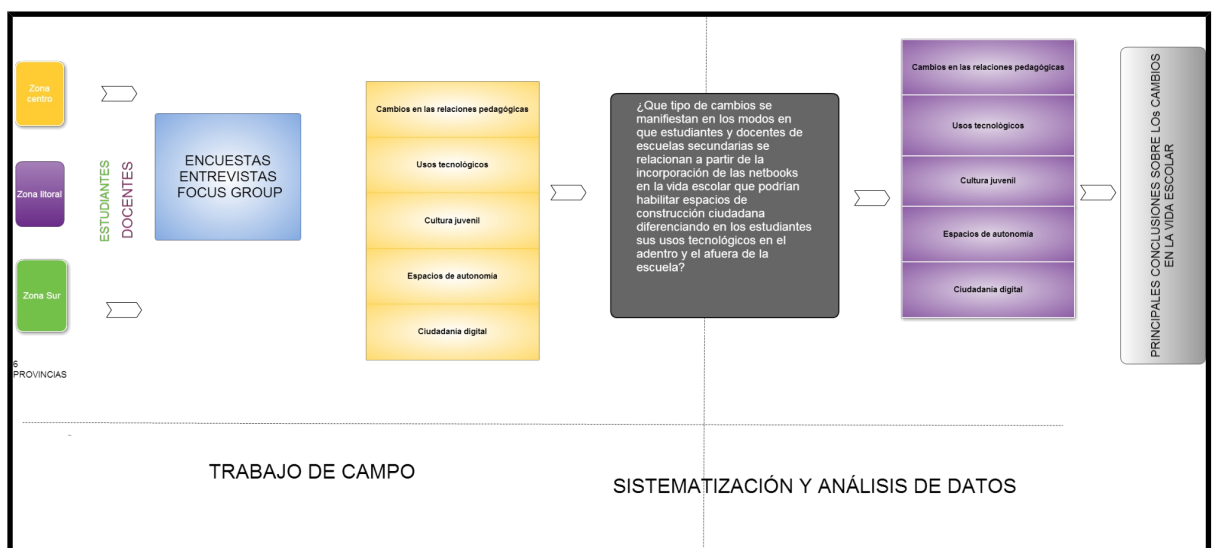 Zona
centro
Zona litoral
Zona Sur
6
PROVINCIAS
ESTUDIANTES
DOCENTES
ENCUESTAS
ENTREVISTAS
FOCUS GROUP
Cambios en las relaciones pedagógicas
Usos tecnológicos
Cultura juvenil
Espacios de autonomía
Ciudadanía digital
¿Que tipo de cambios se
manifiestan en los modos en
que estudiantes y docentes de
escuelas secundarias se
relacionan a partir de la
incorporación de las netbooks
en la vida escolar que podrían
habilitar espacios de
construcción ciudadana
diferenciando en los estudiantes
sus usos tecnológicos en el
adentro y el afuera de la
escuela?
Cambios en las relaciones pedagógicas
Usos tecnológicos
Cultura juvenil
Espacios de autonomía
Ciudadanía digital
PRINCIPALES CONCLUSIONES SOBRE LOs CAMBIOS
EN LA VIDA ESCOLAR
TRABAJO DE CAMPO
SISTEMATIZACIÓN Y ANÁLISIS DE DATOS